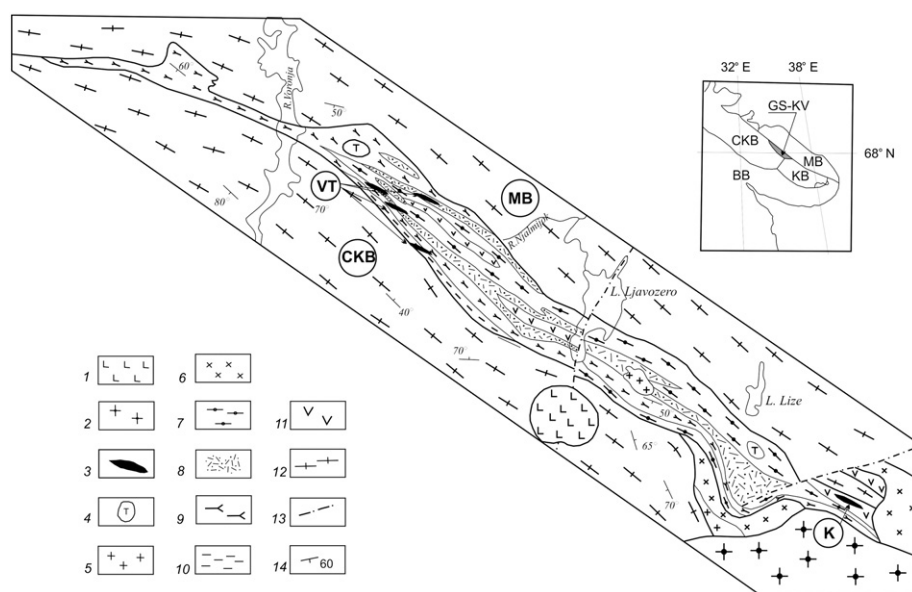 32° E 38° E
GS-KV
CKB
MB
68° N
KB
BB
60
R.Voronja
50
T
VT
MB
80
70
CKB
R.Njalmijok
L. Ljavozero
40°
70°
L. Lize
50
65°
T
70
K
1
6
2
7
11
3
8
12
4
T
9
13
5
10
14
60